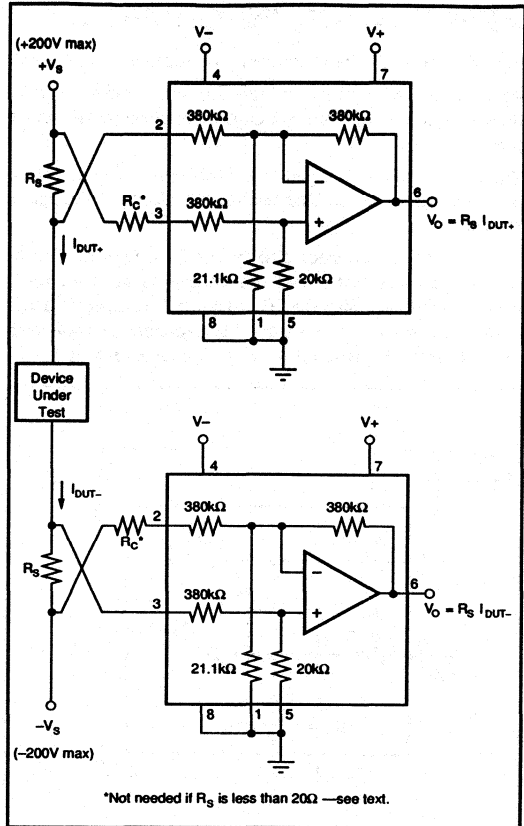 (+200V max)
+VS
V–
V+
4
7
2
380kΩ
380kΩ
RS
RC*
3
380kΩ
–
+
6
VO = RS IDUT+
IDUT+
21.1kΩ
20kΩ
8
1
5
Device
Under
Test
V–
V+
4
7
IDUT–
2
380kΩ
380kΩ
RC*
RS
3
380kΩ
–
+
6
VO = RS IDUT–
21.1kΩ
20kΩ
8
1
5
–VS
(–200V max)
*Not needed if RS is less than 20Ω —see text.